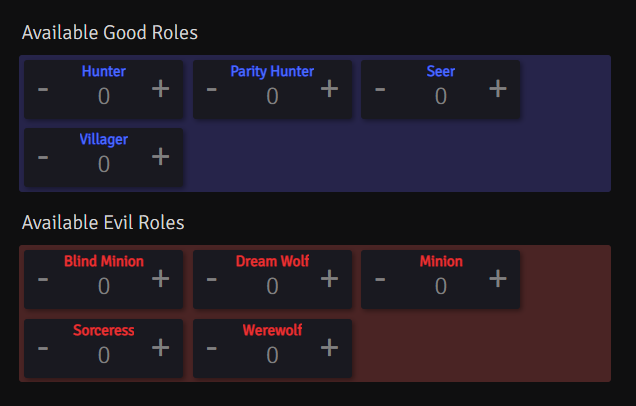 Available Good Roles
Hunter
- 0 +
Parity Hunter
- 0 +
Seer
- 0 +
Villager
- 0 +
Available Evil Roles
Blind Minion
- 0 +
Dream Wolf
- 0 +
Minion
- 0 +
Sorceress
- 0 +
Werewolf
- 0 +